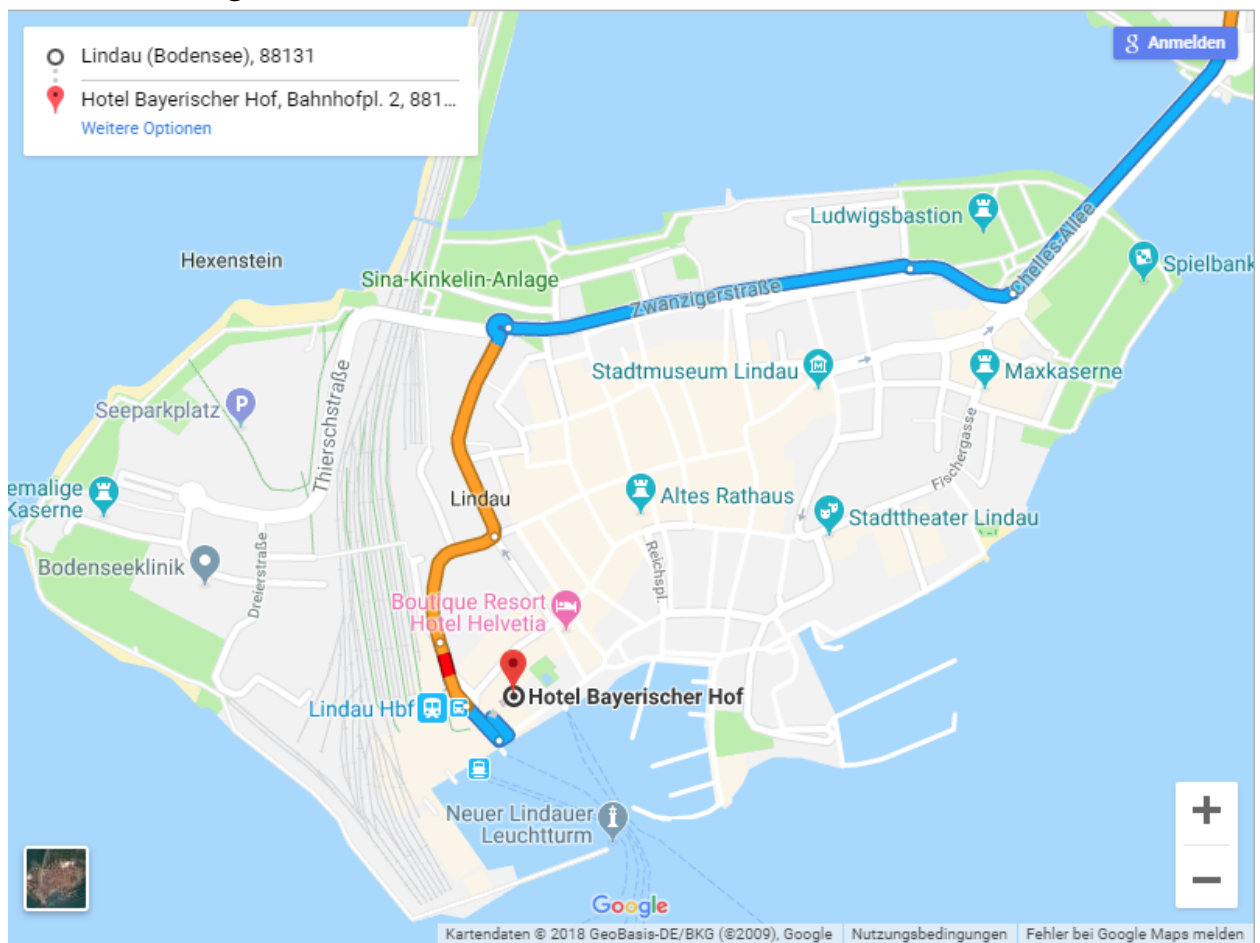 Lindau (Bodensee), 88131
Hotel Bayerischer Hof, Bahnhofpl. 2, 881...
Weitere Optionen
Anmelden
Ludwigsbastion
Chelles-Allee
Spielbank
Hexenstein
Sina-Kinkelin-Anlage
Zwanzigerstraße
Stadtmuseum Lindau
Maxkaserne
Seeparkplatz
P
Thierschstraße
Fischergasse
emalige
Kaserne
Lindau
Altes Rathaus
Stadttheater Lindau
Bodenseeklinik
Dreierstraße
Reichspl.
Boutique Resort
Hotel Helvetia
Hotel Bayerischer Hof
Lindau Hbf
Neuer Lindauer
Leuchtturm
Google
Kartendaten © 2018 GeoBasis-DE/BKG (©2009), Google
Nutzungsbedingungen
Fehler bei Google Maps melden